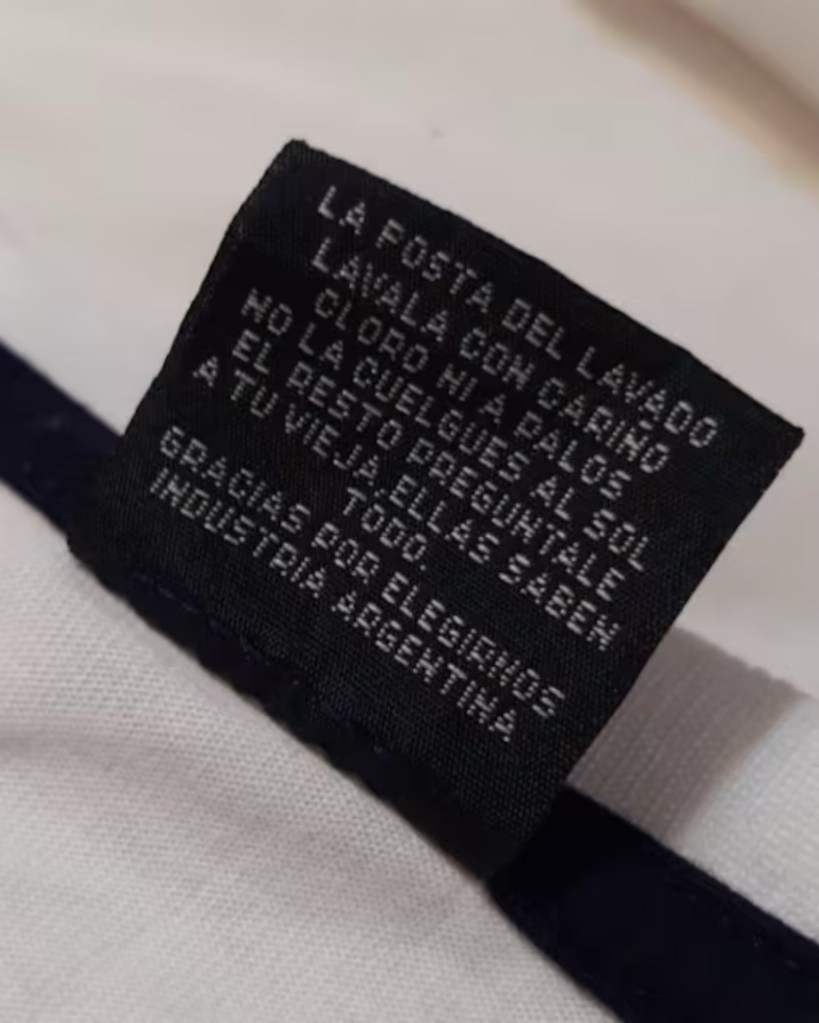 LA POSTA DEL LAVADO
LAVALA CON CARIÑO
CLORO NI A PALOS
NO LA CUELGUES AL SOL
EL RESTO PREGUNTALE
A TU VIEJA,ELLAS SABEN
TODO.
GRACIAS POR ELEGIRNOS
INDUSTRIA ARGENTINA